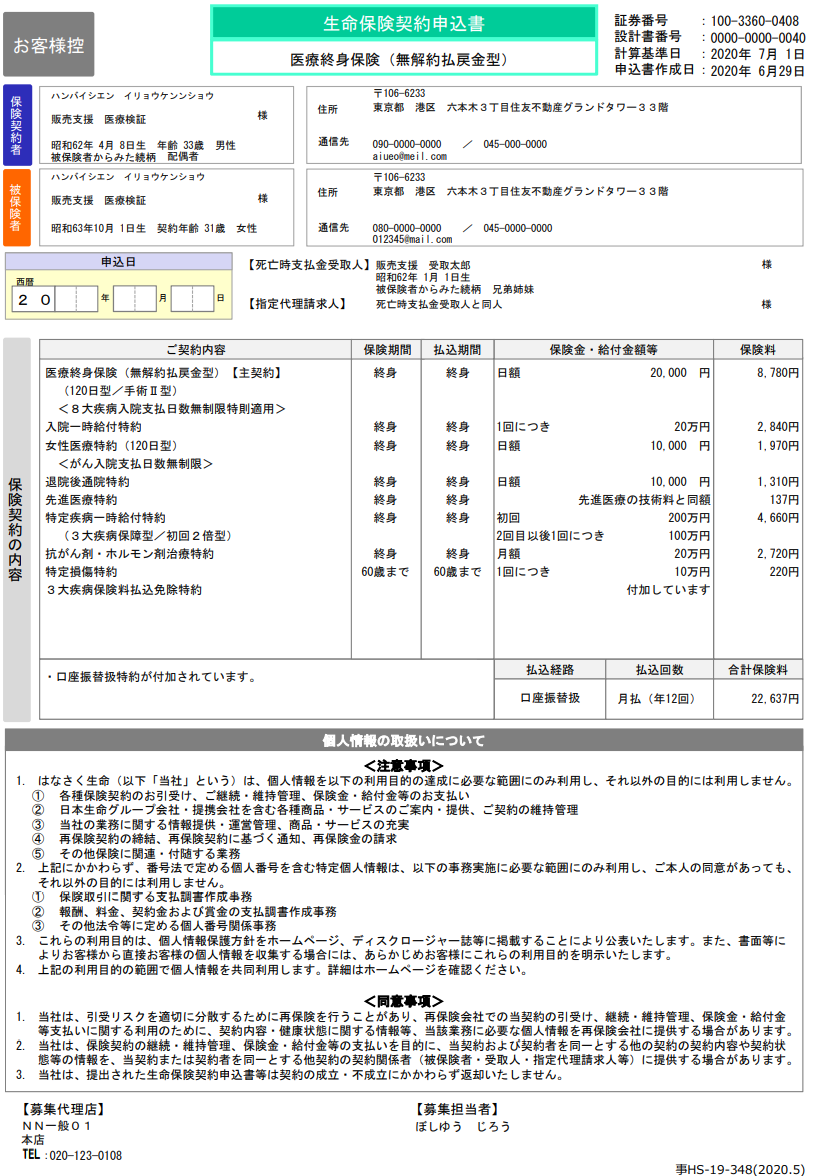 お客様控
生命保険契約申込書
医療終身保険（無解約払戻金型）
証券番号 ：100-3360-0408
設計書番号 ：0000-0000-0040
計算基準日 ：2020年 7月 1日
申込書作成日：2020年 6月29日
保険契約者
ハンバイシエン イリョウケンンショウ
販売支援 医療検証 様
昭和62年 4月 8日生 年齢 33歳 男性
被保険者からみた続柄 配偶者
住所 〒106-6233
東京都 港区 六本木３丁目住友不動産グランドタワー３３階
通信先 090-0000-0000 ／ 045-000-0000
aiueo@meil.com
被保険者
ハンバイシエン イリョウケンショウ
販売支援 医療検証 様
昭和63年10月 1日生 契約年齢 31歳 女性
住所 〒106-6233
東京都 港区 六本木３丁目住友不動産グランドタワー３３階
通信先 080-0000-0000 ／ 045-0000-0000
012345@mail.com
申込日
西暦
２０ 年 月 日
【死亡時支払金受取人】販売支援 受取太郎 様
昭和62年 1月 1日生
被保険者からみた続柄 兄弟姉妹
【指定代理請求人】 死亡時支払金受取人と同人 様
保険契約の内容
ご契約内容 保険期間 払込期間 保険金・給付金額等 保険料
医療終身保険（無解約払戻金型）【主契約】 終身 終身 日額 20,000 円 8,780円
（120日型／手術Ⅱ型）
＜８大疾病入院支払日数無制限特則適用＞
入院一時給付特約 終身 終身 1回につき 20万円 2,840円
女性医療特約（120日型） 終身 終身 日額 10,000 円 1,970円
＜がん入院支払日数無制限＞
退院後通院特約 終身 終身 日額 10,000 円 1,310円
先進医療特約 終身 終身 先進医療の技術料と同額 137円
特定疾病一時給付特約 終身 終身 初回 200万円 4,660円
（３大疾病保障型／初回２倍型） 2回目以後1回につき 100万円
抗がん剤・ホルモン剤治療特約 終身 終身 月額 20万円 2,720円
特定損傷特約 60歳まで 60歳まで 1回につき 10万円 220円
３大疾病保険料払込免除特約 付加しています
・口座振替扱特約が付加されています。
払込経路 払込回数 合計保険料
口座振替扱 月払（年12回） 22,637円
個人情報の取扱いについて
＜注意事項＞
1. はなさく生命（以下「当社」という）は、個人情報を以下の利用目的の達成に必要な範囲にのみ利用し、それ以外の目的には利用しません。
① 各種保険契約のお引受け、ご継続・維持管理、保険金・給付金等のお支払い
② 日本生命グループ会社・提携会社を含む各種商品・サービスのご案内・提供、ご契約の維持管理
③ 当社の業務に関する情報提供・運営管理、商品・サービスの充実
④ 再保険契約の締結、再保険契約に基づく通知、再保険金の請求
⑤ その他保険に関連・付随する業務
2. 上記にかかわらず、番号法で定める個人番号を含む特定個人情報は、以下の事務実施に必要な範囲にのみ利用し、ご本人の同意があっても、
それ以外の目的には利用しません。
① 保険取引に関する支払調書作成事務
② 報酬、料金、契約金および賞金の支払調書作成事務
③ その他法令等に定める個人番号関係事務
3. これらの利用目的は、個人情報保護方針をホームページ、ディスクロージャー誌等に掲載することにより公表いたします。また、書面等に
よりお客様から直接お客様の個人情報を収集する場合には、あらかじめお客様にこれらの利用目的を明示いたします。
4. 上記の利用目的の範囲で個人情報を共同利用します。詳細はホームページを確認ください。
＜同意事項＞
1. 当社は、引受リスクを適切に分散するために再保険を行うことがあり、再保険会社での当契約の引受け、継続・維持管理、保険金・給付金
等支払いに関する利用のために、契約内容・健康状態に関する情報等、当該業務に必要な個人情報を再保険会社に提供する場合があります。
2. 当社は、保険契約の継続・維持管理、保険金・給付金等の支払いを目的に、当契約および契約者を同一とする他の契約の契約内容や契約状
態等の情報を、当契約または契約者を同一とする他契約の契約関係者（被保険者・受取人・指定代理請求人等）に提供する場合があります。
3. 当社は、提出された生命保険契約申込書等は契約の成立・不成立にかかわらず返却いたしません。
【募集代理店】
ＮＮ一般０１
本店
TEL：020-123-0108
【募集担当者】
ぼしゆう じろう
事HS-19-348(2020.5)